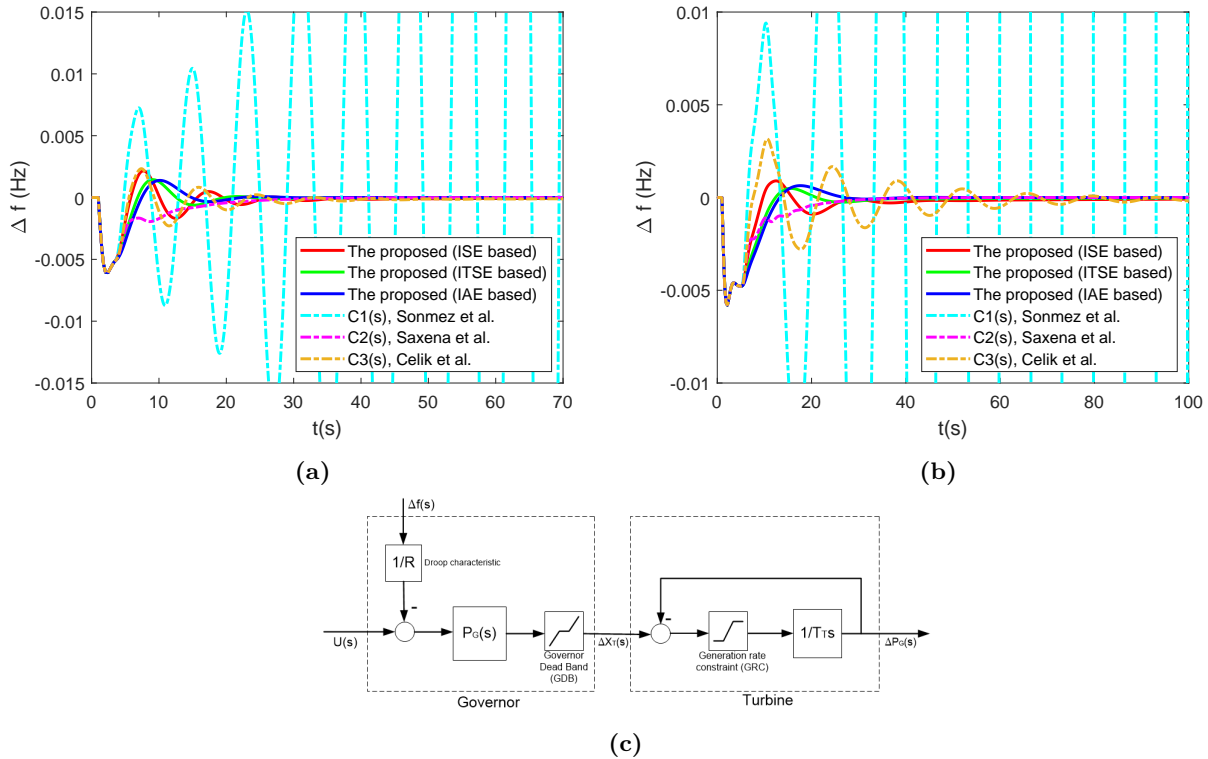 0.015
0.01
0.005
0
-0.005
-0.01
-0.015
Δ f (Hz)
0 10 20 30 40 50 60 70
t(s)
The proposed (ISE based)
The proposed (ITSE based)
The proposed (IAE based)
C1(s), Sonmez et al.
C2(s), Saxena et al.
C3(s), Celik et al.
(a)
0.01
0.005
0
-0.005
-0.01
Δ f (Hz)
0 20 40 60 80 100
t(s)
The proposed (ISE based)
The proposed (ITSE based)
The proposed (IAE based)
C1(s), Sonmez et al.
C2(s), Saxena et al.
C3(s), Celik et al.
(b)
Δf(s)
1/R
Droop characteristic
-
U(s)
PG(s)
Governor
Dead Band
(GDB)
Governor
ΔXT(s)
-
Generation rate
constraint (GRC)
1/TTs
ΔPG(s)
Turbine
(c)